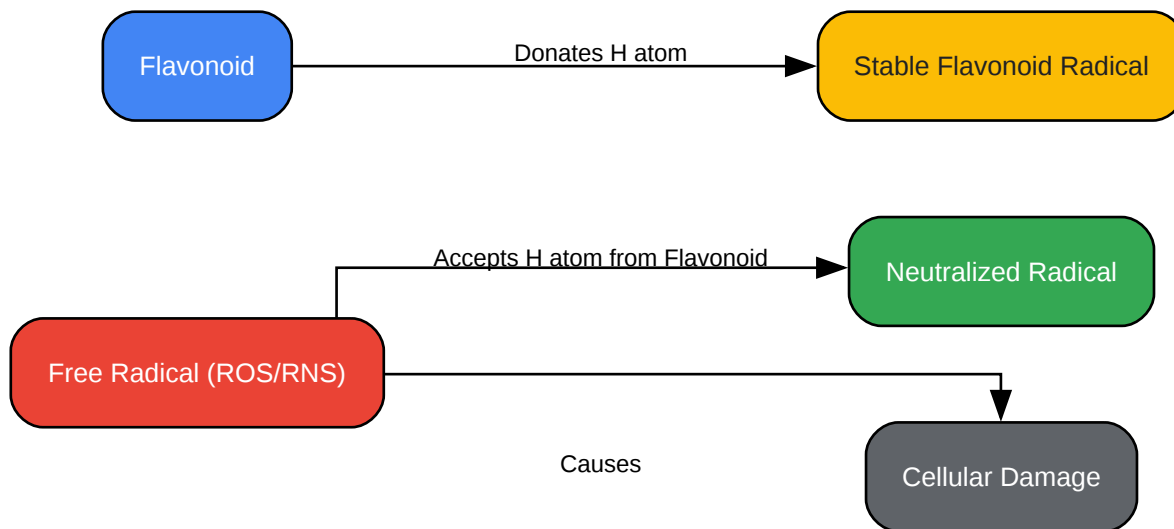 Flavonoid
Donates H atom
Stable Flavonoid Radical
Accepts H atom from Flavonoid
Neutralized Radical
Free Radical (ROS/RNS)
Causes
Cellular Damage